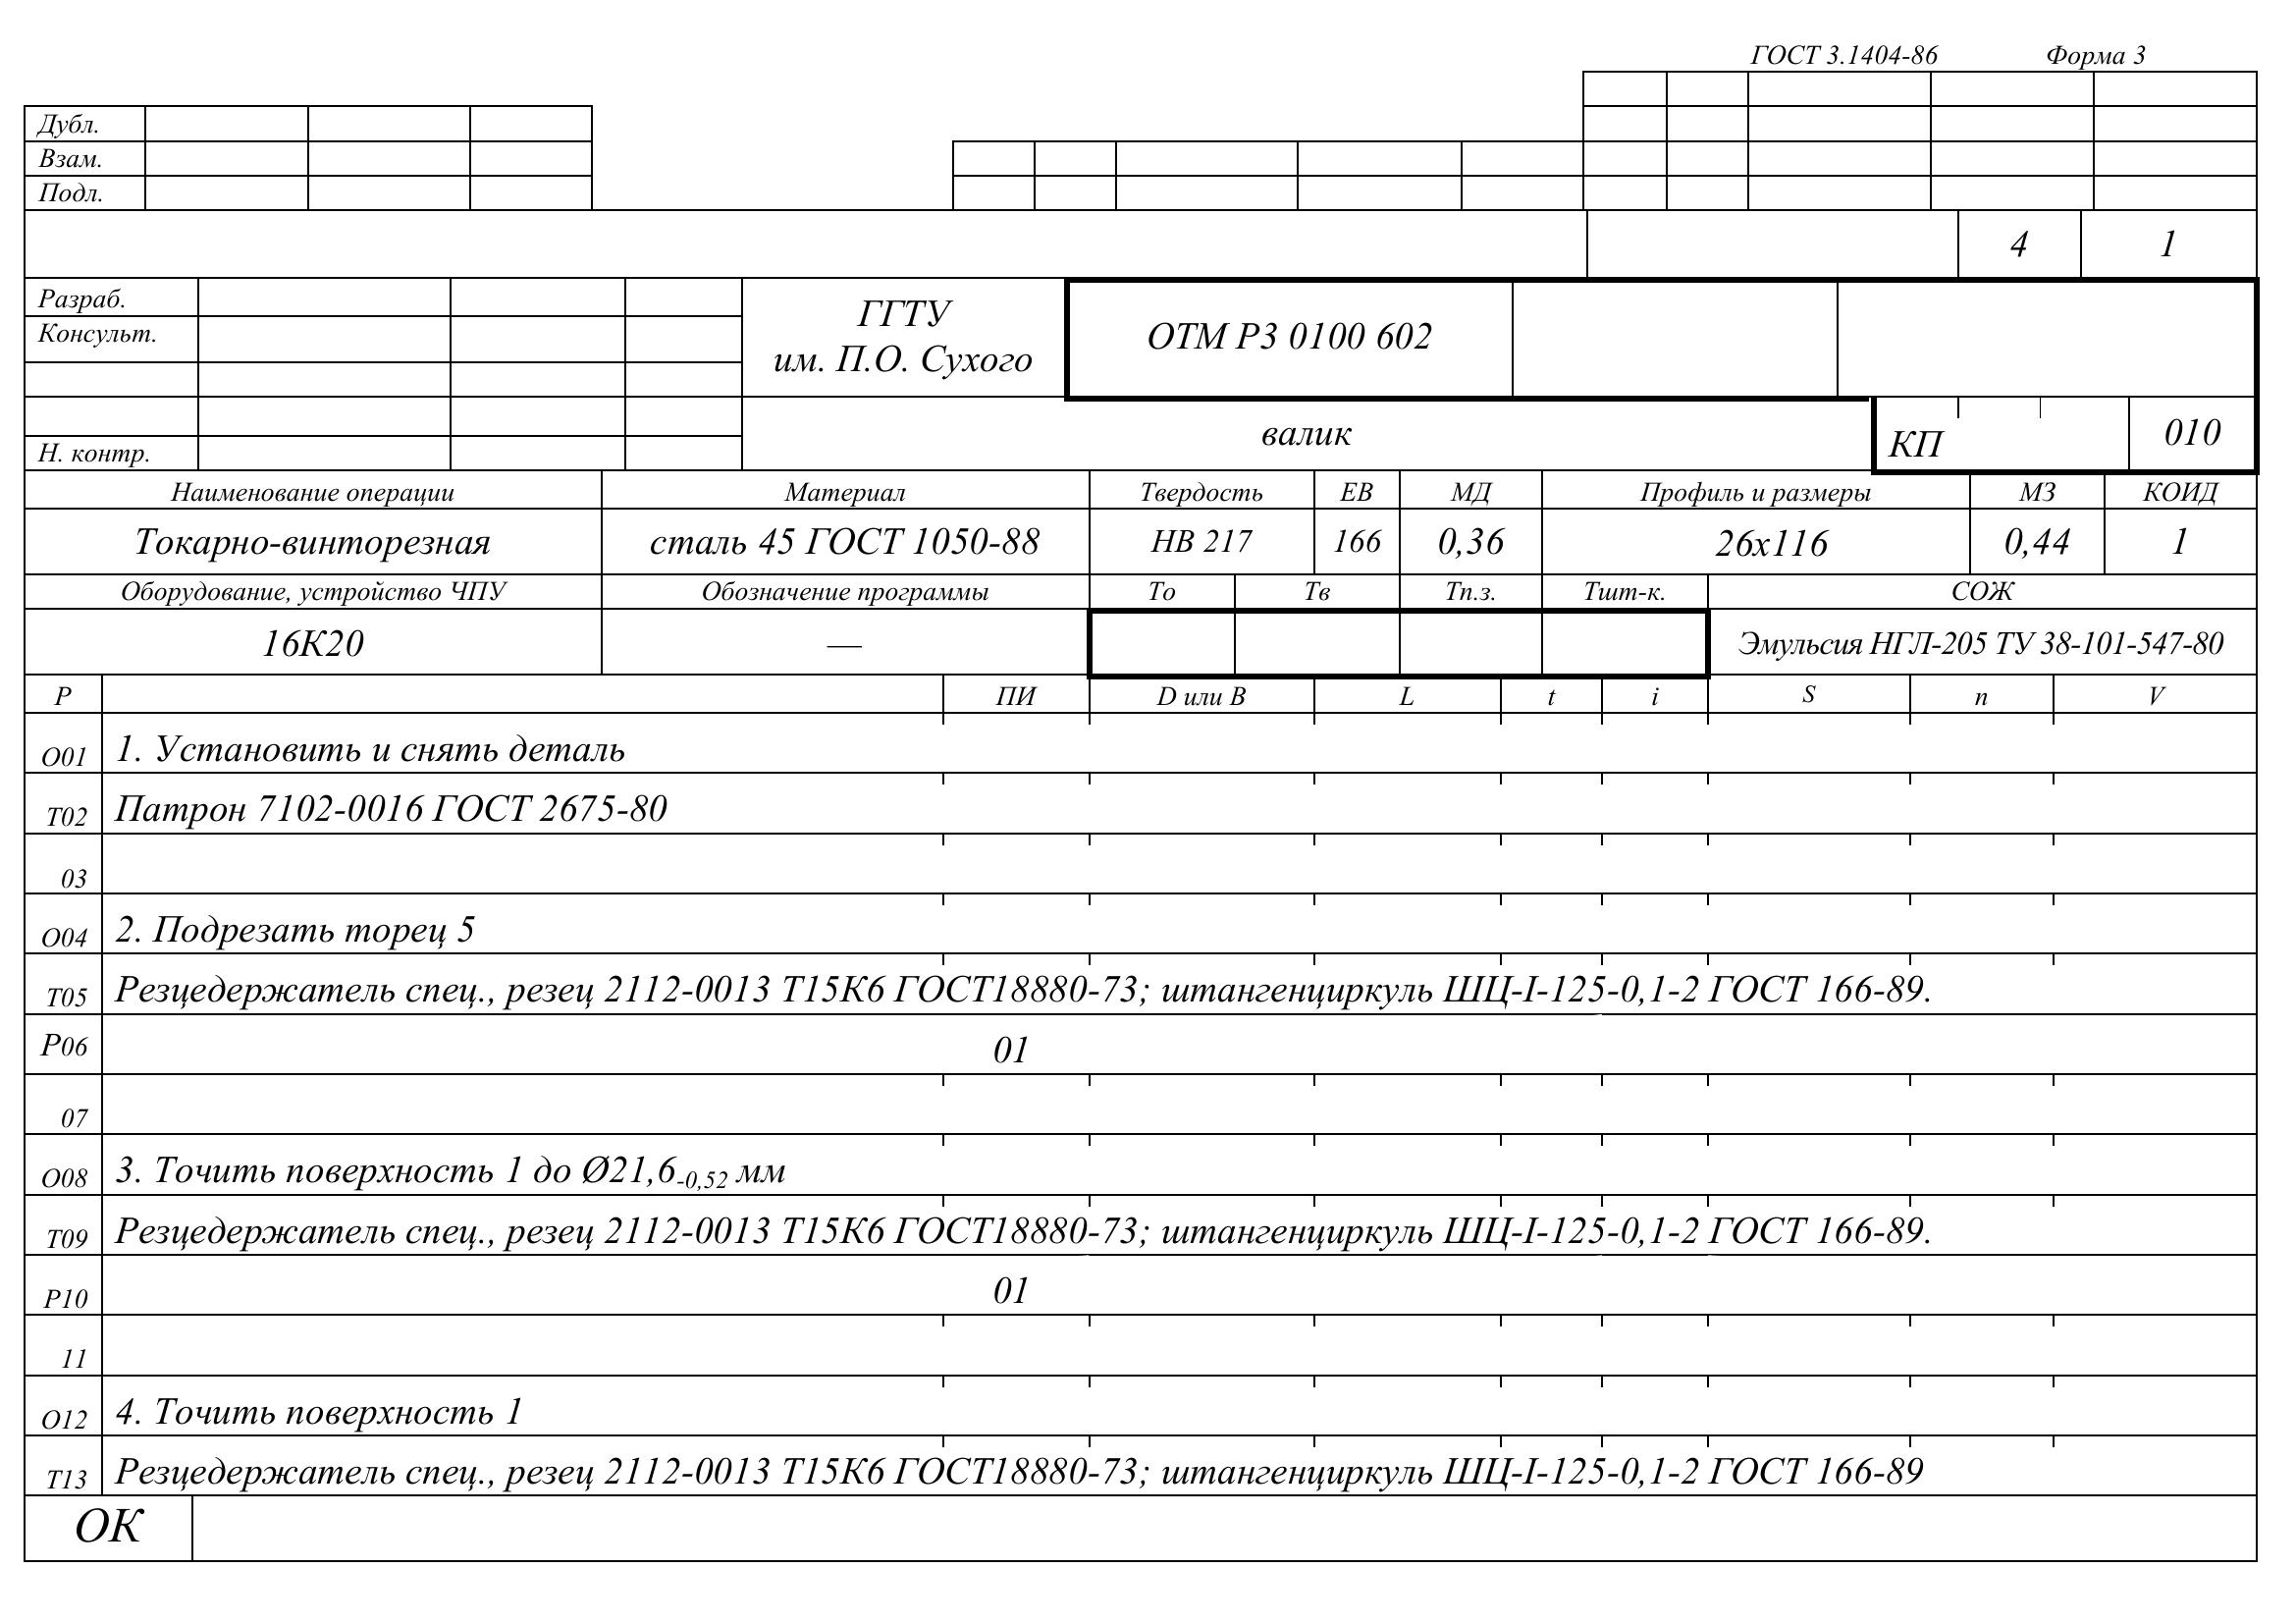 ГОСТ 3.1404-86 Форма 3
Дубл.
Взам.
Подл.
4 1
Разраб.
Консульт.
ГГТУ
им. П.О. Сухого
ОТМ РЗ 0100 602
валик
КП
010
Н. контр.
Наименование операции Материал Твердость ЕВ МД Профиль и размеры МЗ КОИД
Токарно-винторезная сталь 45 ГОСТ 1050-88 НВ 217 166 0,36 26х116 0,44 1
Оборудование, устройство ЧПУ Обозначение программы То Тв Тп.з. Тшт-к. СОЖ
16К20 — Эмульсия НГЛ-205 ТУ 38-101-547-80
Р ПИ D или В L t i S n V
О01 1. Установить и снять деталь
Т02 Патрон 7102-0016 ГОСТ 2675-80
03
О04 2. Подрезать торец 5
Т05 Резцедержатель спец., резец 2112-0013 Т15К6 ГОСТ18880-73; штангенциркуль ШЦ-I-125-0,1-2 ГОСТ 166-89.
Р06 01
07
О08 3. Точить поверхность 1 до Ø21,6-0,52 мм
Т09 Резцедержатель спец., резец 2112-0013 Т15К6 ГОСТ18880-73; штангенциркуль ШЦ-I-125-0,1-2 ГОСТ 166-89.
Р10 01
11
О12 4. Точить поверхность 1
Т13 Резцедержатель спец., резец 2112-0013 Т15К6 ГОСТ18880-73; штангенциркуль ШЦ-I-125-0,1-2 ГОСТ 166-89
ОК